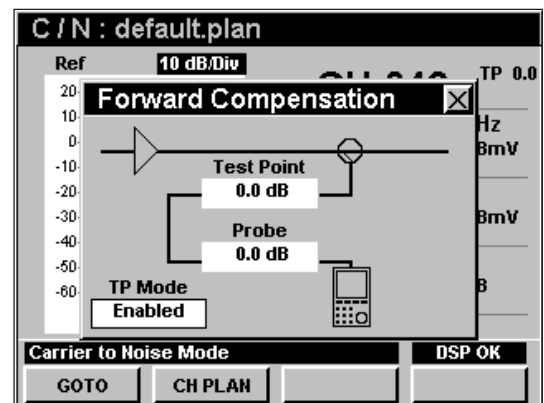 C / N : default.plan
Ref 10 dB/Div TP 0.0
Forward Compensation
20
10
0
-10
-20
-30
-40
-50
-60
Hz
BmV
BmV
B
Test Point
0.0 dB
Probe
0.0 dB
TP Mode
Enabled
Carrier to Noise Mode DSP OK
GOTO CH PLAN